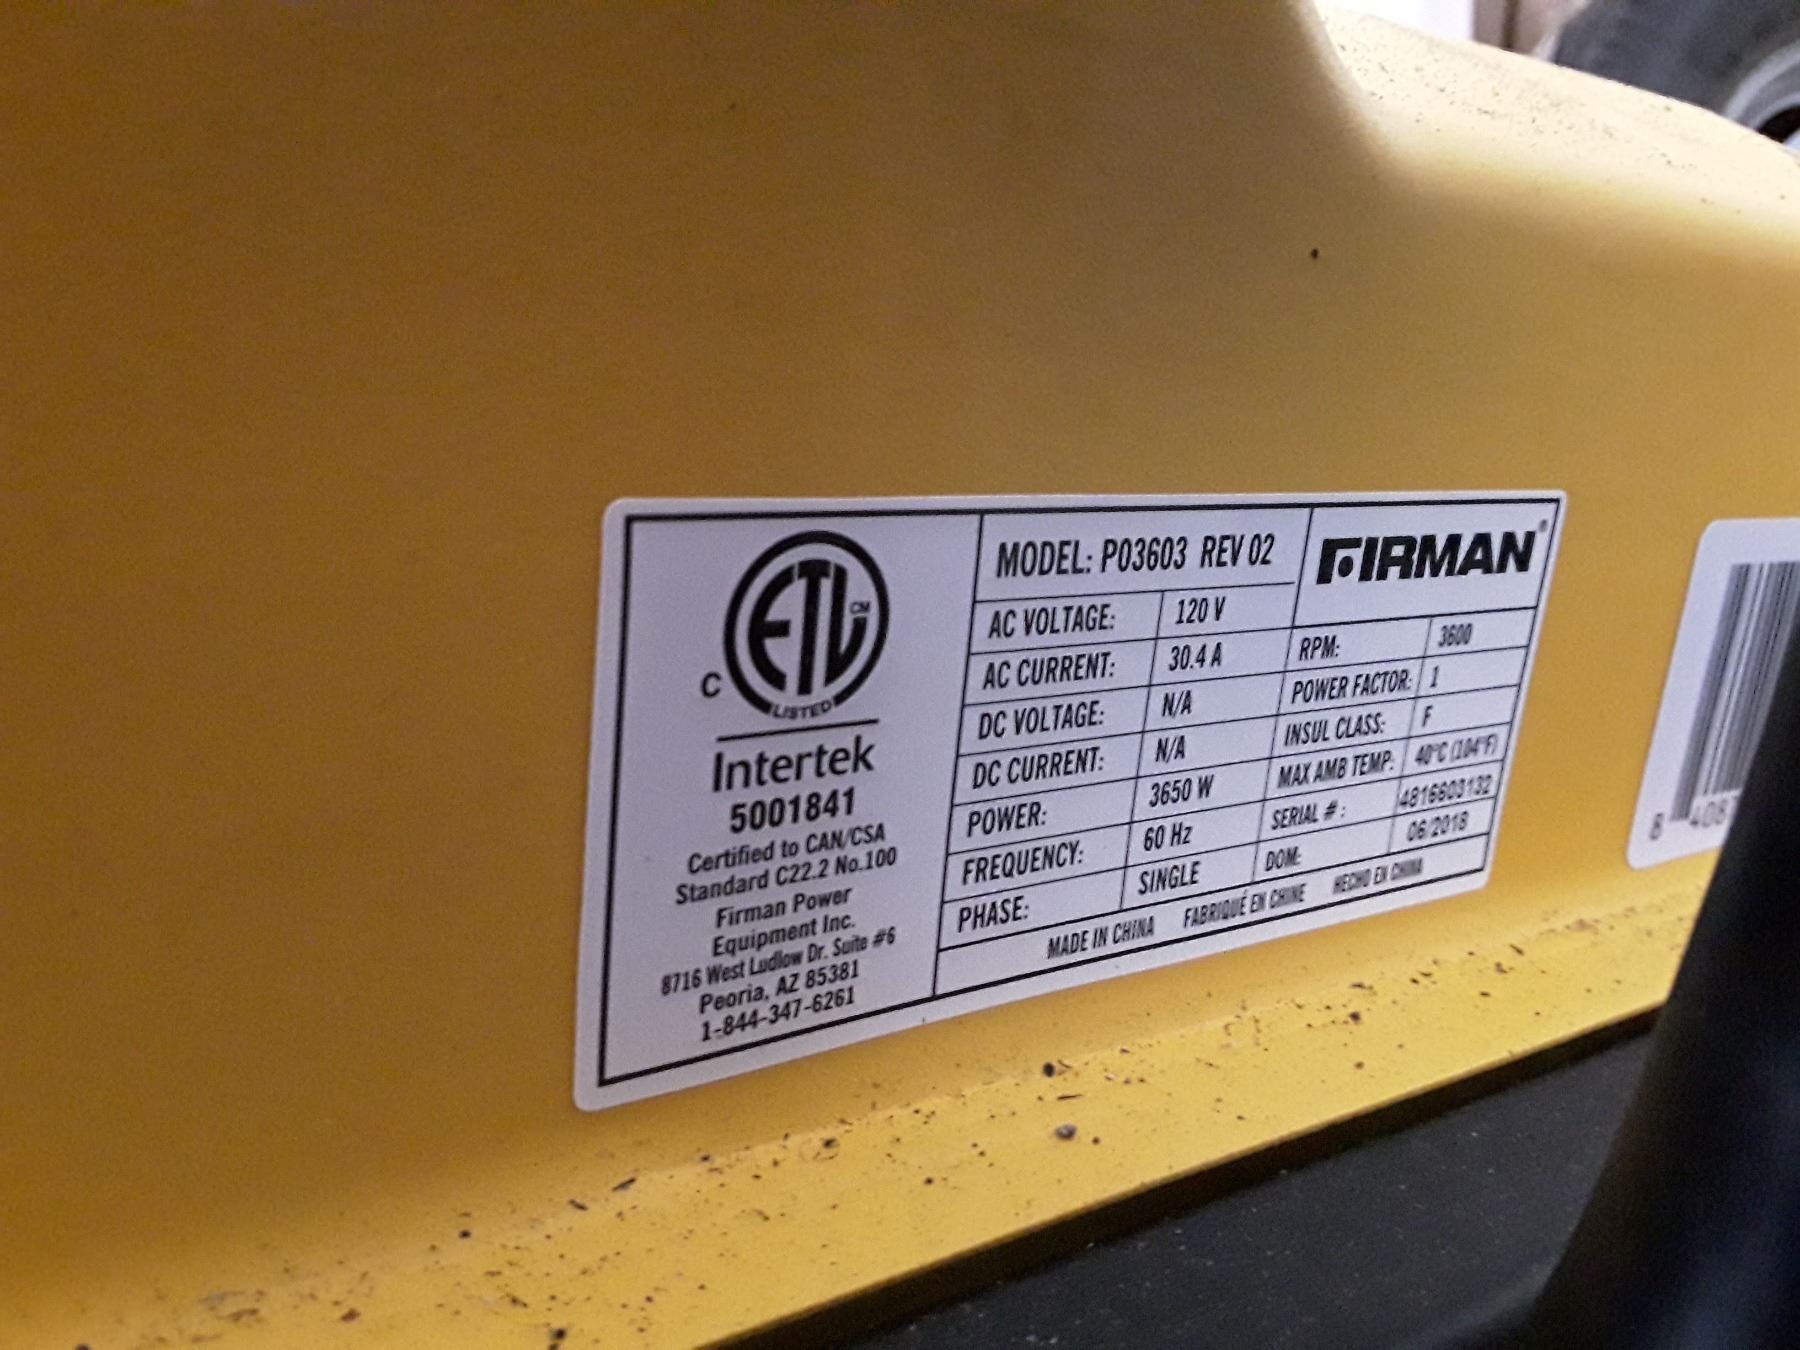 C ETL CM
LISTED
Intertek
5001841
Certified to CAN/CSA
Standard C22.2 No.100
Firman Power
Equipment Inc.
8716 West Ludlow Dr. Suite #6
Peoria, AZ 85381
1-844-347-6261
MODEL: P03603 REV 02
FIRMAN®
AC VOLTAGE: 120 V
AC CURRENT: 30.4 A
DC VOLTAGE: N/A
DC CURRENT: N/A
POWER: 3650 W
FREQUENCY: 60 Hz
PHASE: SINGLE
RPM: 3600
POWER FACTOR: 1
INSUL CLASS: F
MAX AMB TEMP: 40°C (104°F)
SERIAL #: 4816603132
DOM: 06/2018
MADE IN CHINA FABRIQUÉ EN CHINE HECHO EN CHINA
8